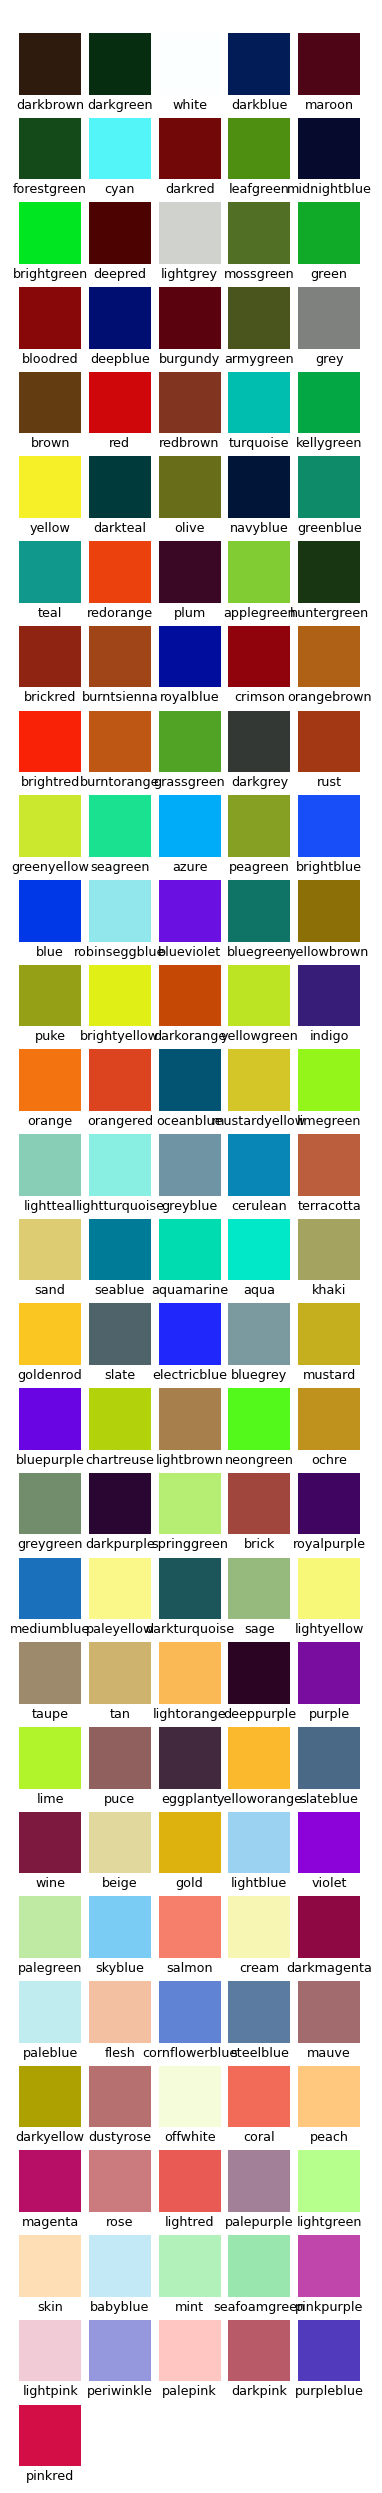 darkbrown darkgreen white darkblue maroon
forestgreen cyan darkred leafgreen midnightblue
brightgreen deepred lightgrey mossgreen green
bloodred deepblue burgundy armygreen grey
brown red redbrown turquoise kellygreen
yellow darkteal olive navyblue greenblue
teal redorange plum applegreen huntergreen
brickred burntsienna royalblue crimson orangebrown
brightred burntorange grassgreen darkgrey rust
greenyellow seagreen azure peagreen brightblue
blue robinseggblue blueviolet bluegreen yellowbrown
puke brightyellow darkorange yellowgreen indigo
orange orangered oceanblue mustardyellow limegreen
lightteal lightturquoise greyblue cerulean terracotta
sand seablue aquamarine aqua khaki
goldenrod slate electricblue bluegrey mustard
bluepurple chartreuse lightbrown neongreen ochre
greygreen darkpurple springgreen brick royalpurple
mediumblue paleyellow darkturquoise sage lightyellow
taupe tan lightorange deeppurple purple
lime puce eggplant yelloworange slateblue
wine beige gold lightblue violet
palegreen skyblue salmon cream darkmagenta
paleblue flesh cornflowerblue steelblue mauve
darkyellow dustyrose offwhite coral peach
magenta rose lightred palepurple lightgreen
skin babyblue mint seafoamgreen pinkpurple
lightpink periwinkle palepink darkpink purpleblue
pinkred